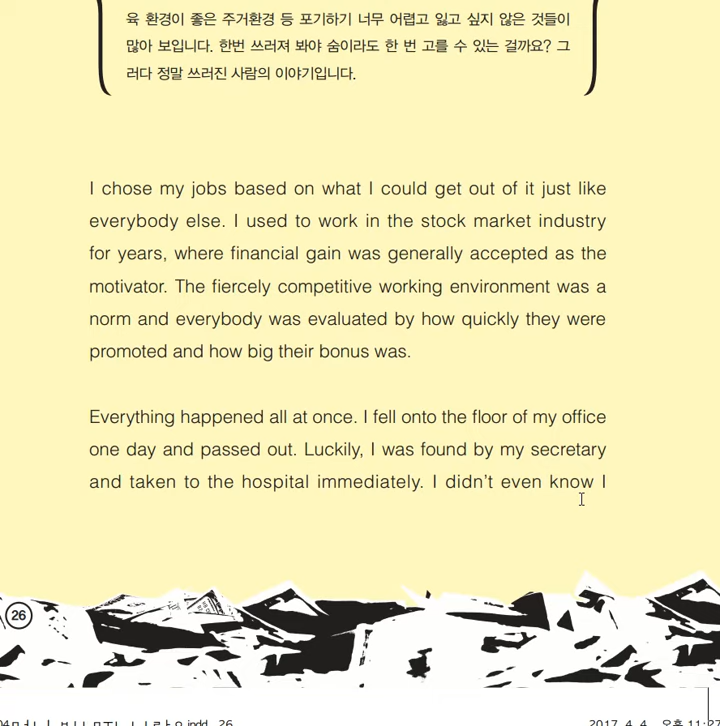 육 환경이 좋은 주거환경 등 포기하기 너무 어렵고 잃고 싶지 않은 것들이
많아 보입니다. 한번 쓰러져 봐야 숨이라도 한 번 고를 수 있는 걸까요? 그
러다 정말 쓰러진 사람의 이야기입니다.
I chose my jobs based on what I could get out of it just like
everybody else. I used to work in the stock market industry
for years, where financial gain was generally accepted as the
motivator. The fiercely competitive working environment was a
norm and everybody was evaluated by how quickly they were
promoted and how big their bonus was.
Everything happened all at once. I fell onto the floor of my office
one day and passed out. Luckily, I was found by my secretary
and taken to the hospital immediately. I didn't even know I
26
indd 26
2017. 4. 4. 오후 11:27